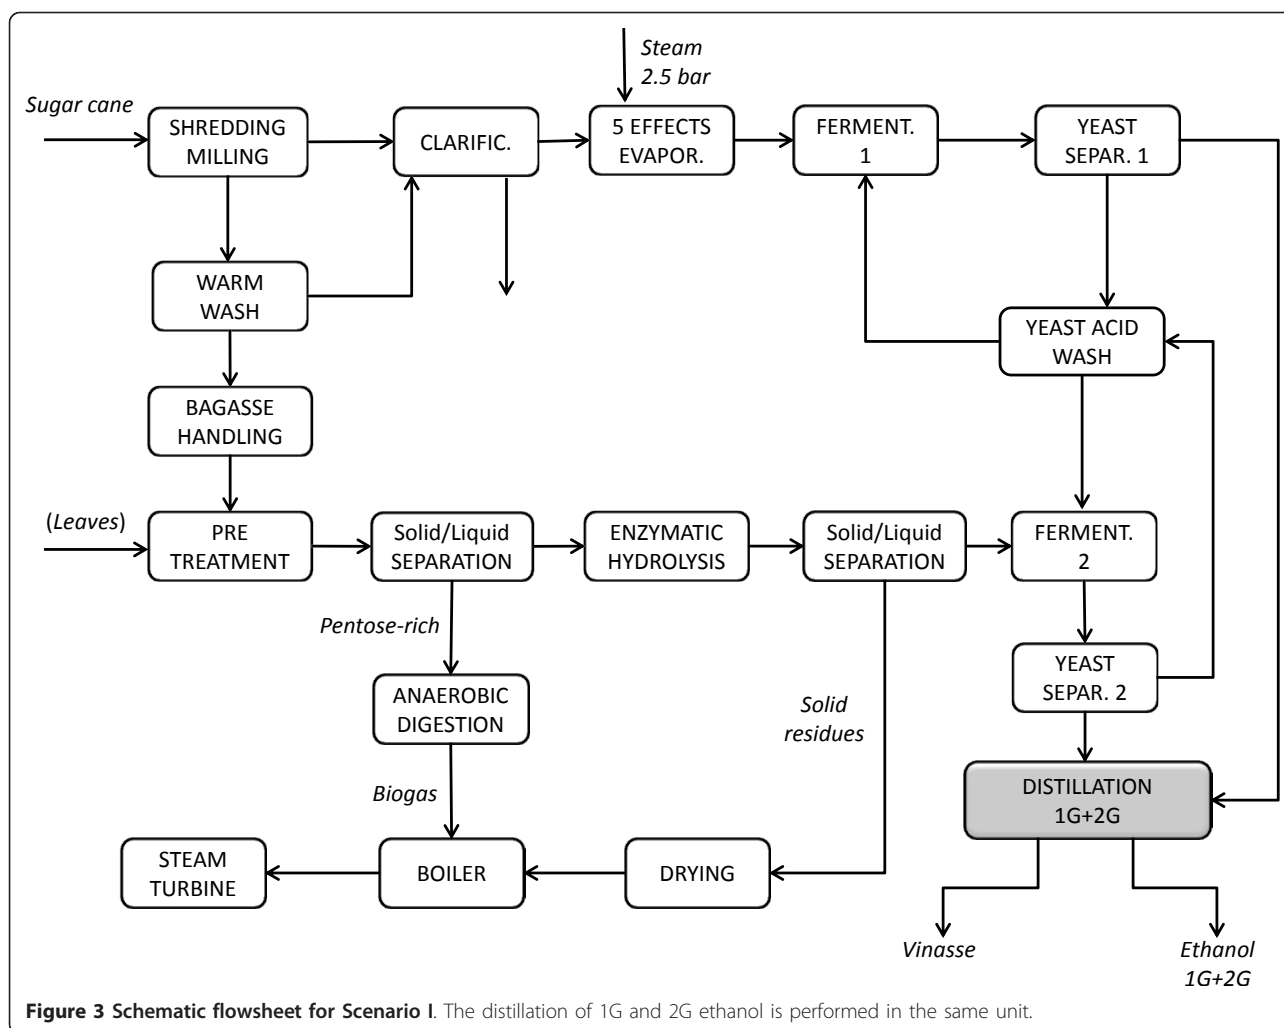 Steam
2.5 bar
Sugar cane
SHREDDING
MILLING
CLARIFIC.
5 EFFECTS
EVAPOR.
FERMENT.
1
YEAST
SEPAR. 1
WARM
WASH
YEAST ACID
WASH
BAGASSE
HANDLING
(Leaves)
PRE
TREATMENT
Solid/Liquid
SEPARATION
ENZYMATIC
HYDROLYSIS
Solid/Liquid
SEPARATION
FERMENT.
2
Pentose-rich
YEAST
SEPAR. 2
ANAEROBIC
DIGESTION
Solid
residues
Biogas
DISTILLATION
1G+2G
STEAM
TURBINE
BOILER
DRYING
Vinasse
Ethanol
1G+2G
Figure 3 Schematic flowsheet for Scenario I. The distillation of 1G and 2G ethanol is performed in the same unit.